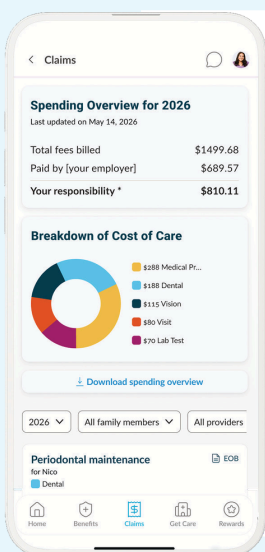 Claims
Spending Overview for 2026
Last updated on May 14, 2026
Total fees billed $1499.68
Paid by [your employer] $689.57
Your responsibility * $810.11
Breakdown of Cost of Care
$288 Medical Pr...
$188 Dental
$115 Vision
$80 Visit
$70 Lab Test
Download spending overview
2026 All family members All providers
Periodontal maintenance EOB
for Nico
Dental
Home Benefits Claims Get Care Rewards